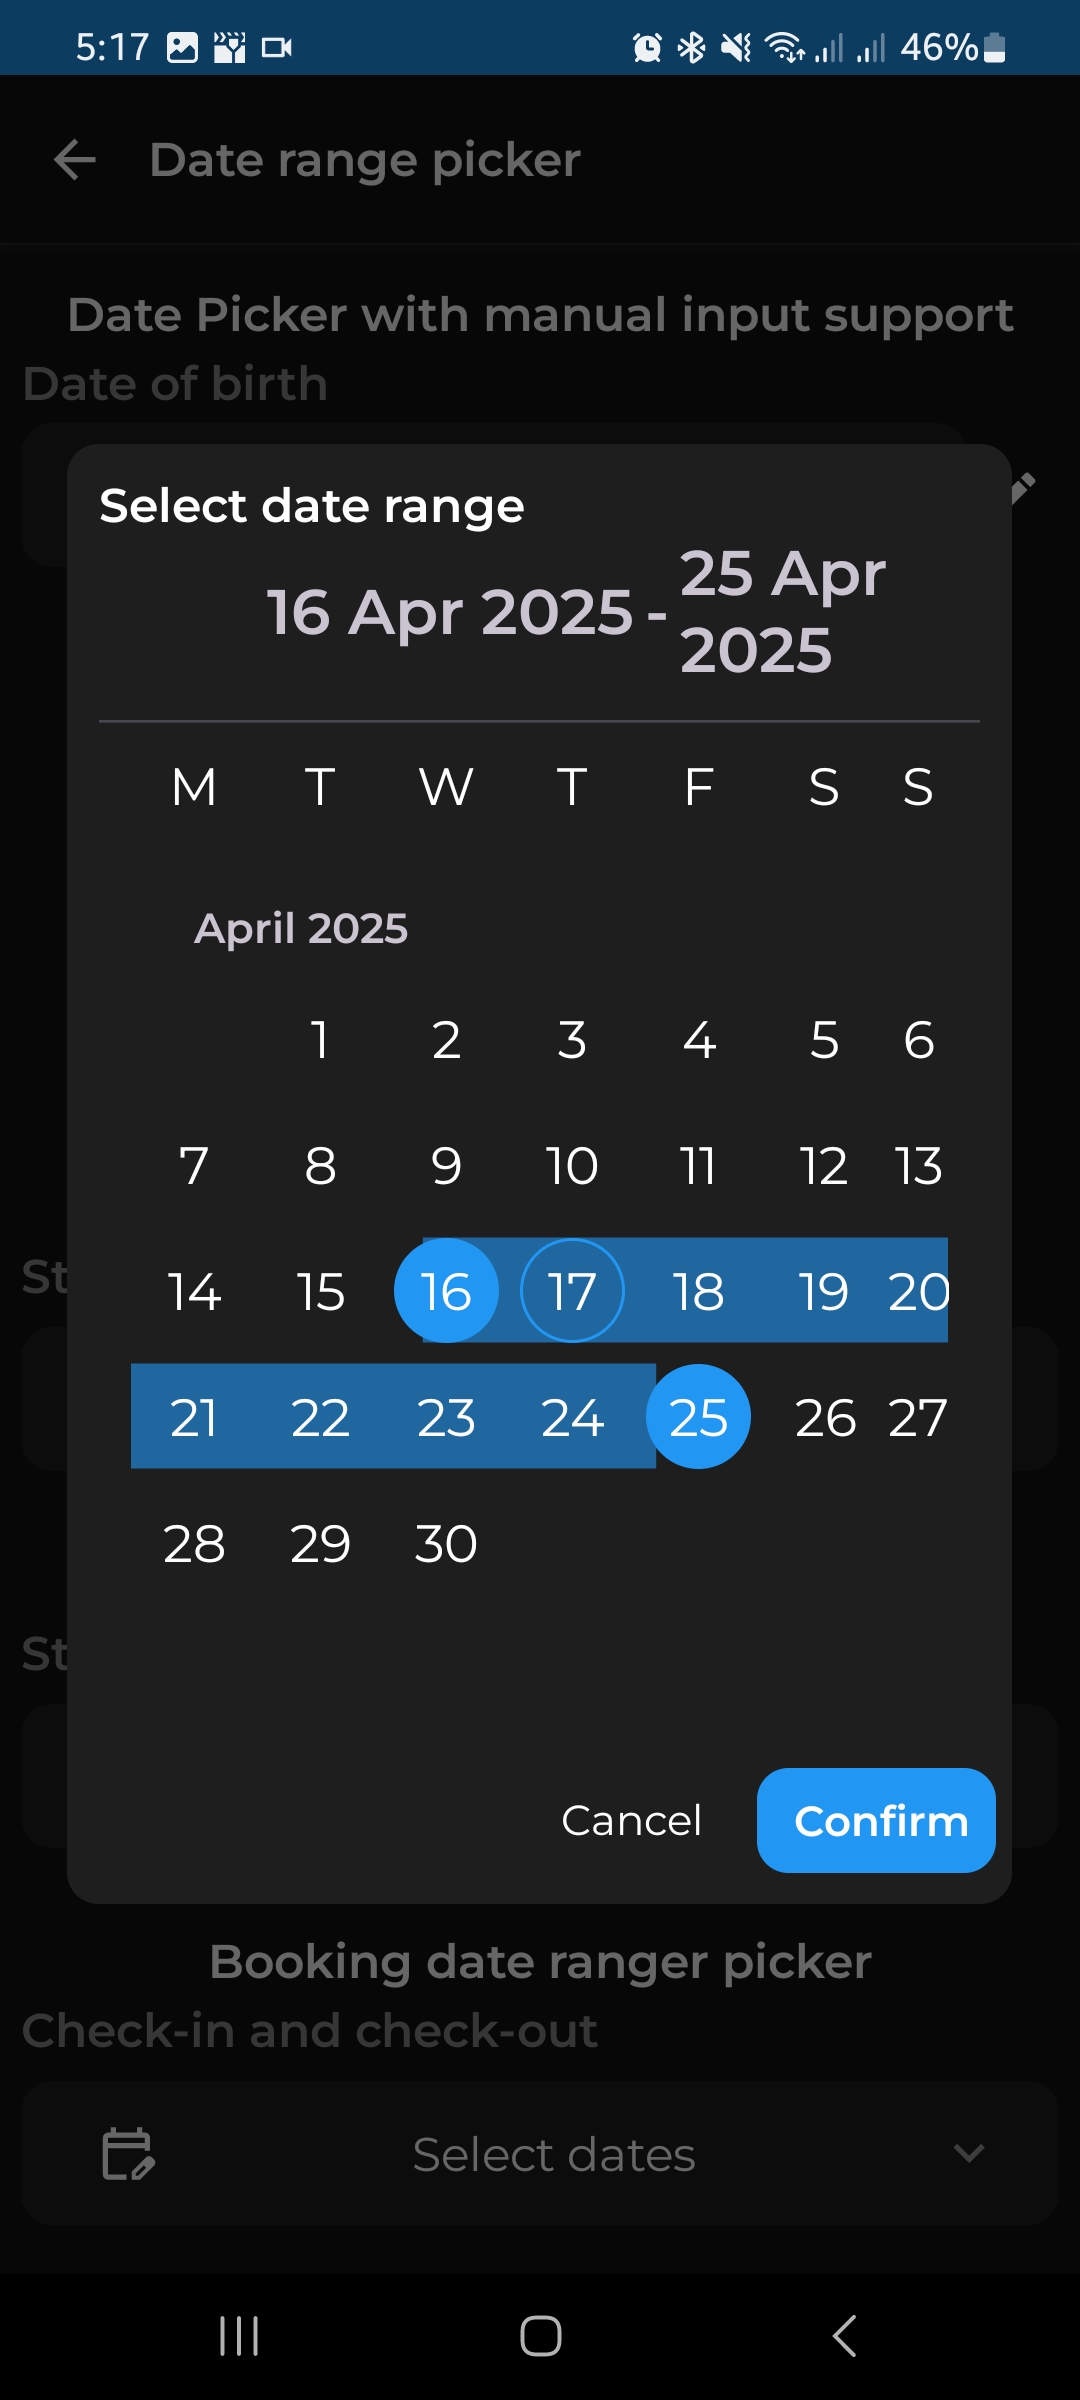 5:17 46%
Date range picker
Date Picker with manual input support
Date of birth
Select date range
16 Apr 2025 - 25 Apr 2025
M T W T F S S
April 2025
1 2 3 4 5 6
7 8 9 10 11 12 13
St
14 15 16 17 18 19 20
21 22 23 24 25 26 27
28 29 30
St
Cancel Confirm
Booking date ranger picker
Check-in and check-out
Select dates